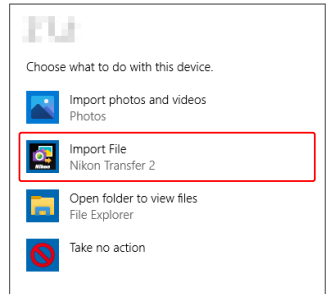 Choose what to do with this device.
Import photos and videos
Photos
Import File
Nikon Transfer 2
Open folder to view files
File Explorer
Take no action